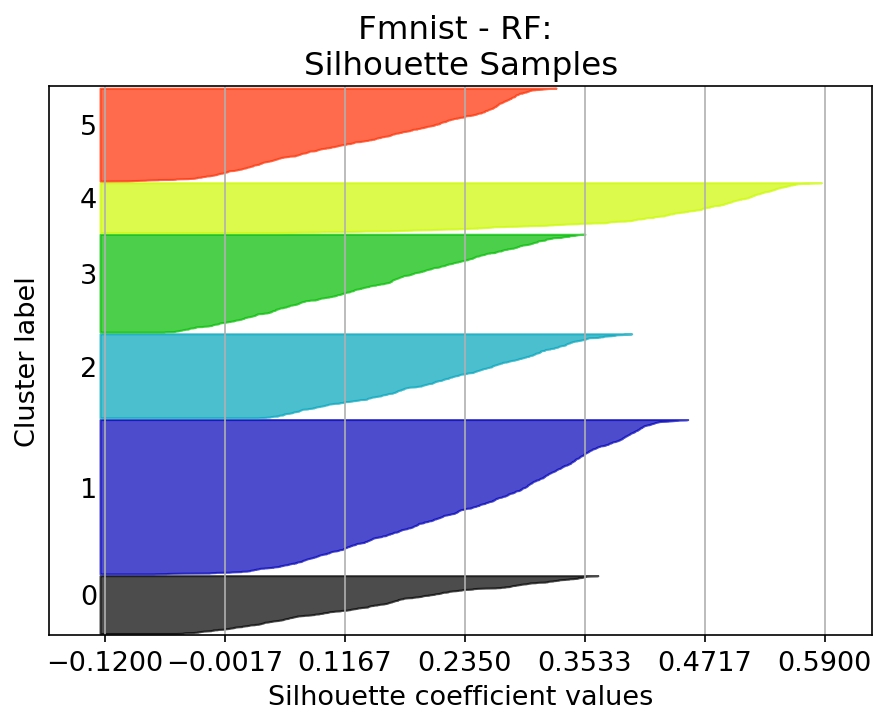 Fmnist - RF:
Silhouette Samples
Cluster label
5
4
3
2
1
0
−0.1200 −0.0017 0.1167 0.2350 0.3533 0.4717 0.5900
Silhouette coefficient values